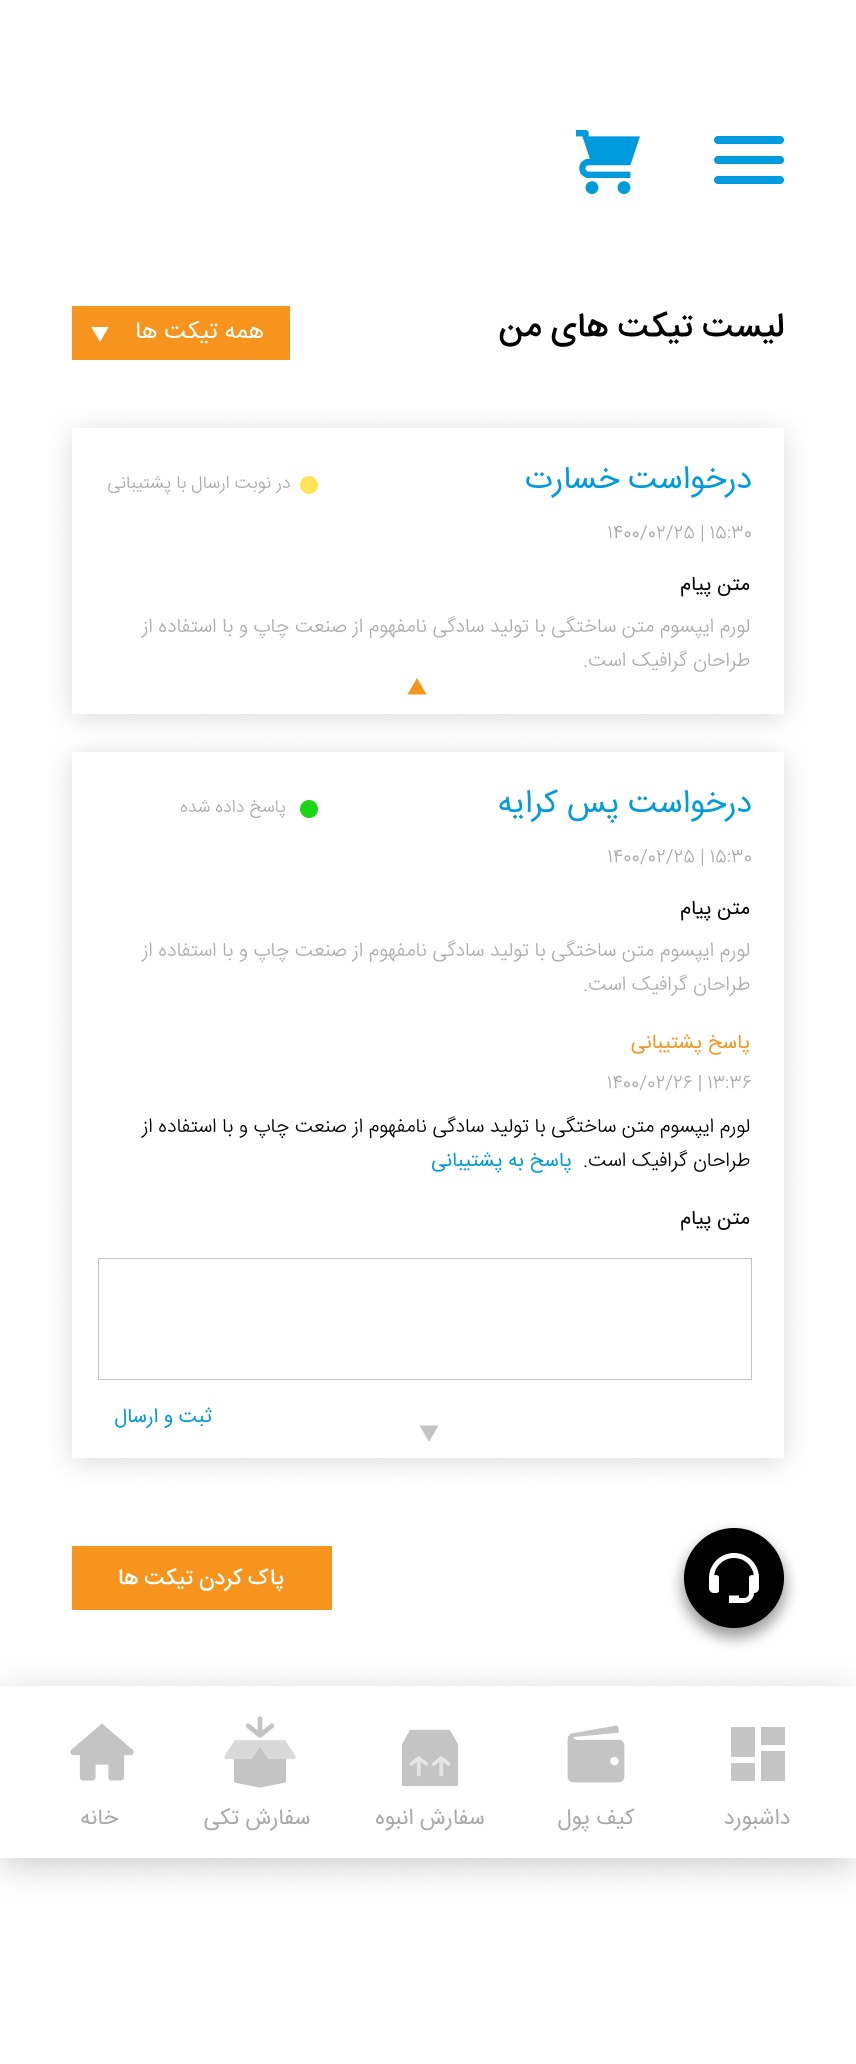 لیست تیکت های من
همه تیکت ها
درخواست خسارت
در نوبت ارسال با پشتیبانی
۱۴۰۰/۰۲/۲۵ | ۱۵:۳۰
متن پیام
لورم ایپسوم متن ساختگی با تولید سادگی نامفهوم از صنعت چاپ و با استفاده از
طراحان گرافیک است.
درخواست پس کرایه
پاسخ داده شده
۱۴۰۰/۰۲/۲۵ | ۱۵:۳۰
متن پیام
لورم ایپسوم متن ساختگی با تولید سادگی نامفهوم از صنعت چاپ و با استفاده از
طراحان گرافیک است.
پاسخ پشتیبانی
۱۴۰۰/۰۲/۲۶ | ۱۳:۳۶
لورم ایپسوم متن ساختگی با تولید سادگی نامفهوم از صنعت چاپ و با استفاده از
طراحان گرافیک است. پاسخ به پشتیبانی
متن پیام
ثبت و ارسال
پاک کردن تیکت ها
داشبورد
کیف پول
سفارش انبوه
سفارش تکی
خانه